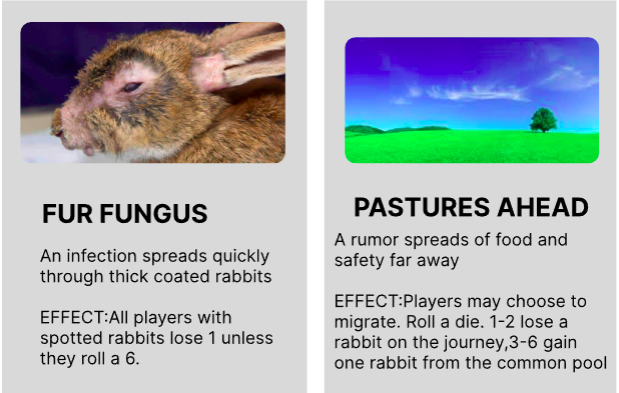 FUR FUNGUS
An infection spreads quickly
through thick coated rabbits
EFFECT:All players with
spotted rabbits lose 1 unless
they roll a 6.
PASTURES AHEAD
A rumor spreads of food and
safety far away
EFFECT:Players may choose to
migrate. Roll a die. 1-2 lose a
rabbit on the journey,3-6 gain
one rabbit from the common pool